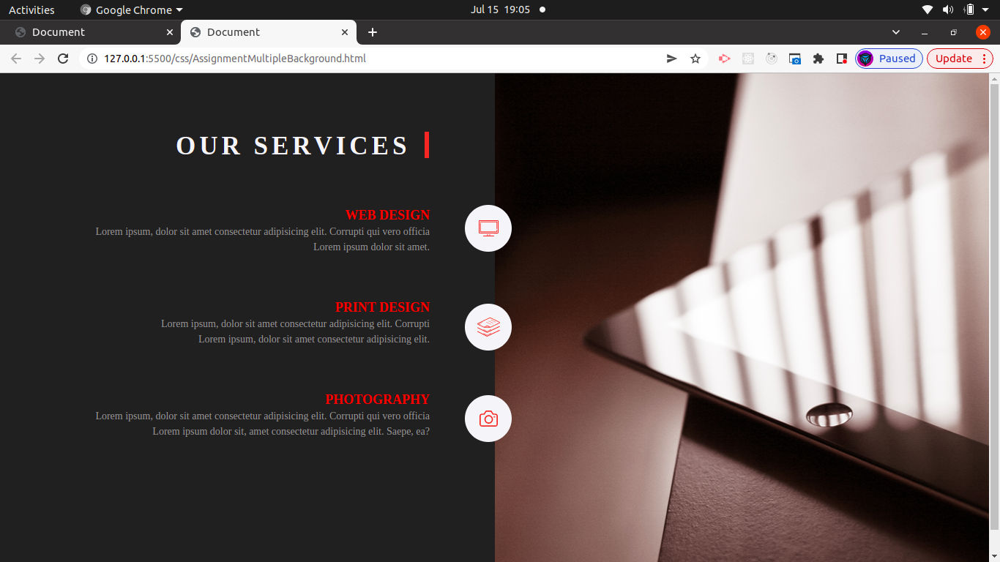 Activities
Google Chrome
Jul 15 19:05
Document
Document
127.0.0.1:5500/css/AssignmentMultipleBackground.html
Paused
Update
OUR SERVICES
WEB DESIGN
Lorem ipsum, dolor sit amet consectetur adipisicing elit. Corrupti qui vero officia
Lorem ipsum dolor sit amet.
PRINT DESIGN
Lorem ipsum, dolor sit amet consectetur adipisicing elit. Corrupti
Lorem ipsum, dolor sit amet consectetur adipisicing elit.
PHOTOGRAPHY
Lorem ipsum, dolor sit amet consectetur adipisicing elit. Corrupti qui vero officia
Lorem ipsum dolor sit, amet consectetur adipisicing elit. Saepe, ea?